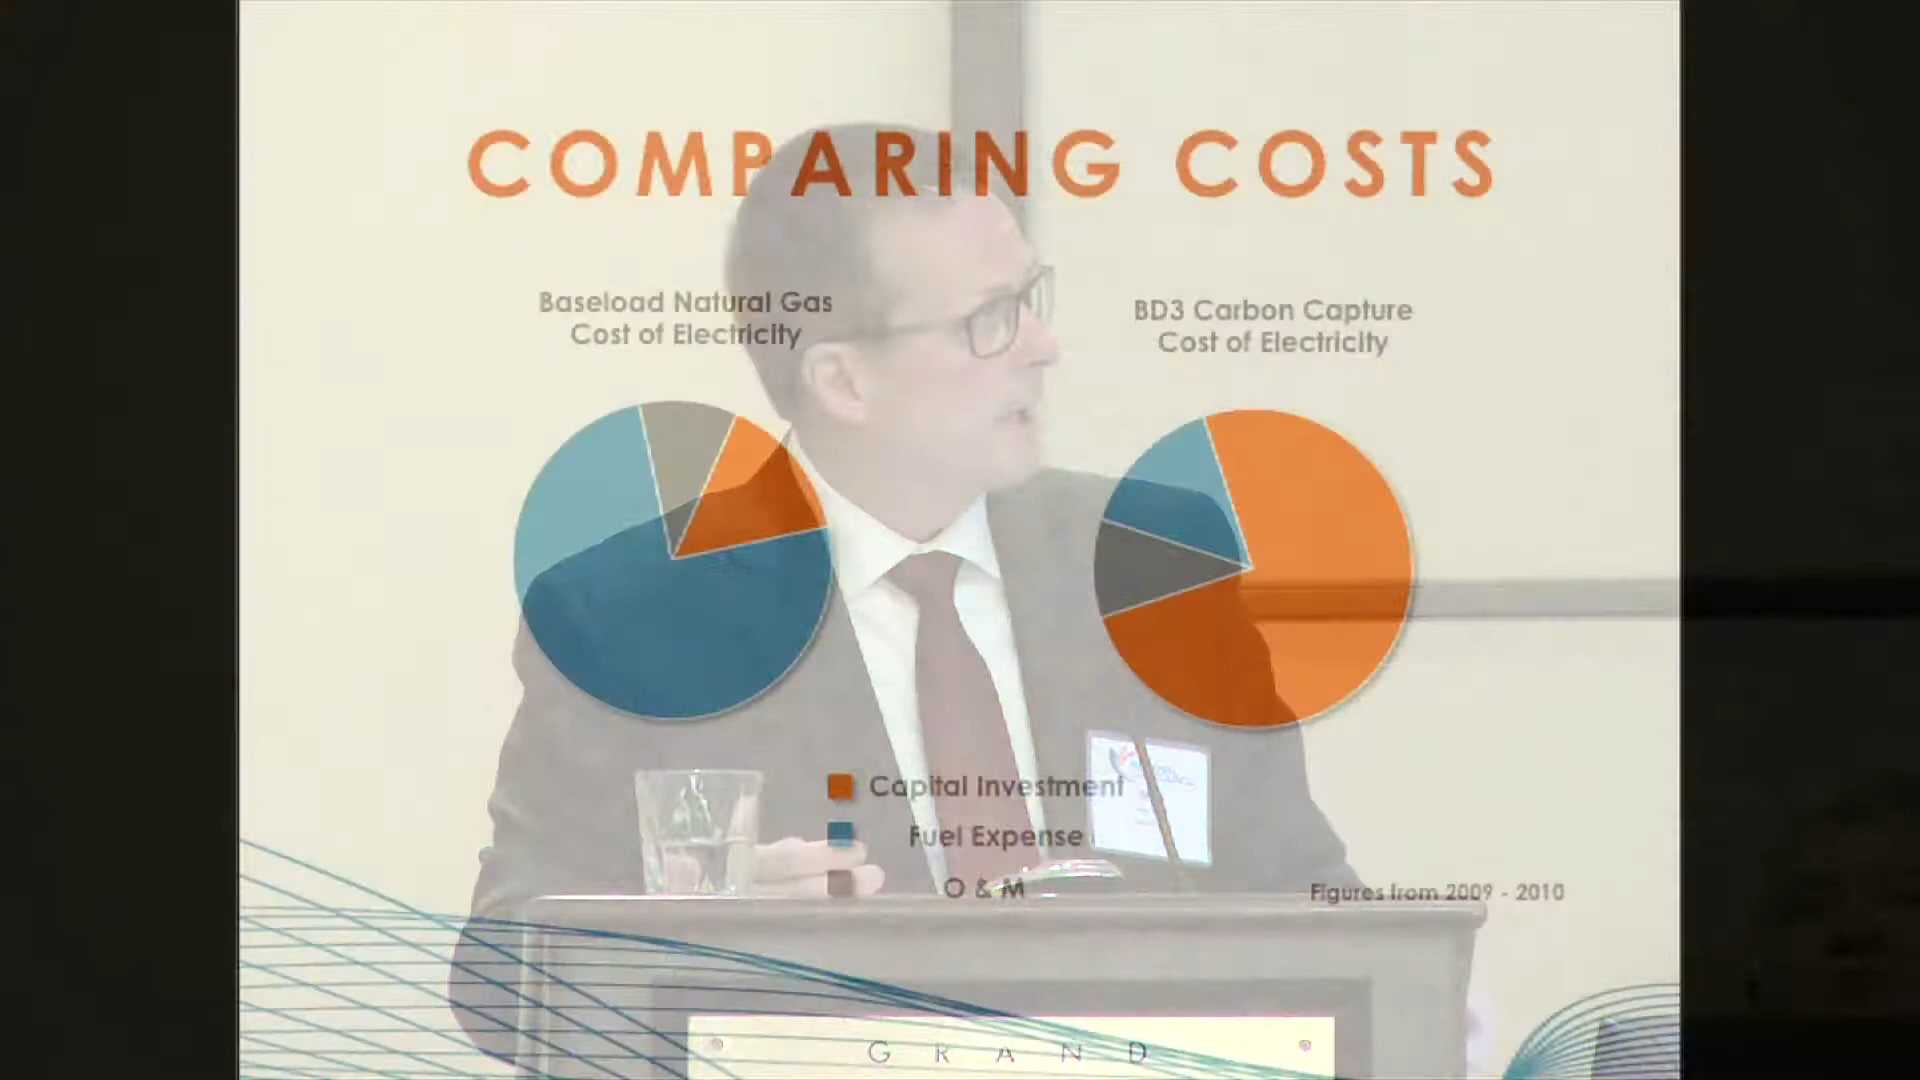 COMPARING COSTS
Baseload Natural Gas
Cost of Electricity
BD3 Carbon Capture
Cost of Electricity
Capital Investment
Fuel Expense
O & M
Figures from 2009 - 2010
GRAND